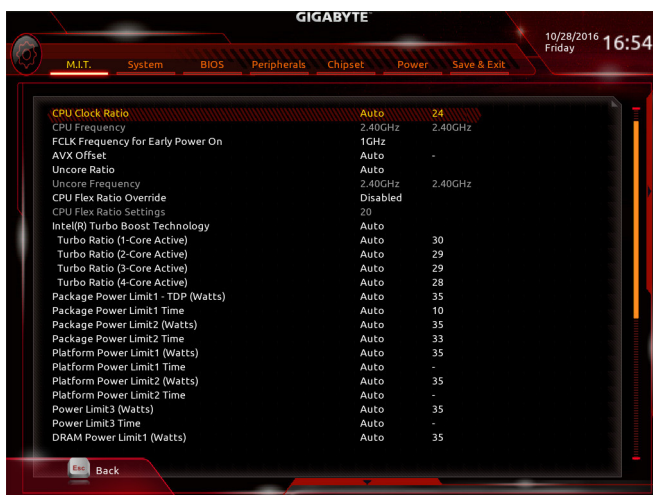 GIGABYTE
10/28/2016 Friday 16:54
M.I.T. System BIOS Peripherals Chipset Power Save & Exit
CPU Clock Ratio Auto 24
CPU Frequency 2.40GHz 2.40GHz
FCLK Frequency for Early Power On 1GHz
AVX Offset Auto -
Uncore Ratio Auto
Uncore Frequency 2.40GHz 2.40GHz
CPU Flex Ratio Override Disabled
CPU Flex Ratio Settings 20
Intel(R) Turbo Boost Technology Auto
Turbo Ratio (1-Core Active) Auto 30
Turbo Ratio (2-Core Active) Auto 29
Turbo Ratio (3-Core Active) Auto 29
Turbo Ratio (4-Core Active) Auto 28
Package Power Limit1 - TDP (Watts) Auto 35
Package Power Limit1 Time Auto 10
Package Power Limit2 (Watts) Auto 35
Package Power Limit2 Time Auto 33
Platform Power Limit1 (Watts) Auto 35
Platform Power Limit1 Time Auto -
Platform Power Limit2 (Watts) Auto 35
Platform Power Limit2 Time Auto -
Power Limit3 (Watts) Auto 35
Power Limit3 Time Auto -
DRAM Power Limit1 (Watts) Auto 35
Esc Back